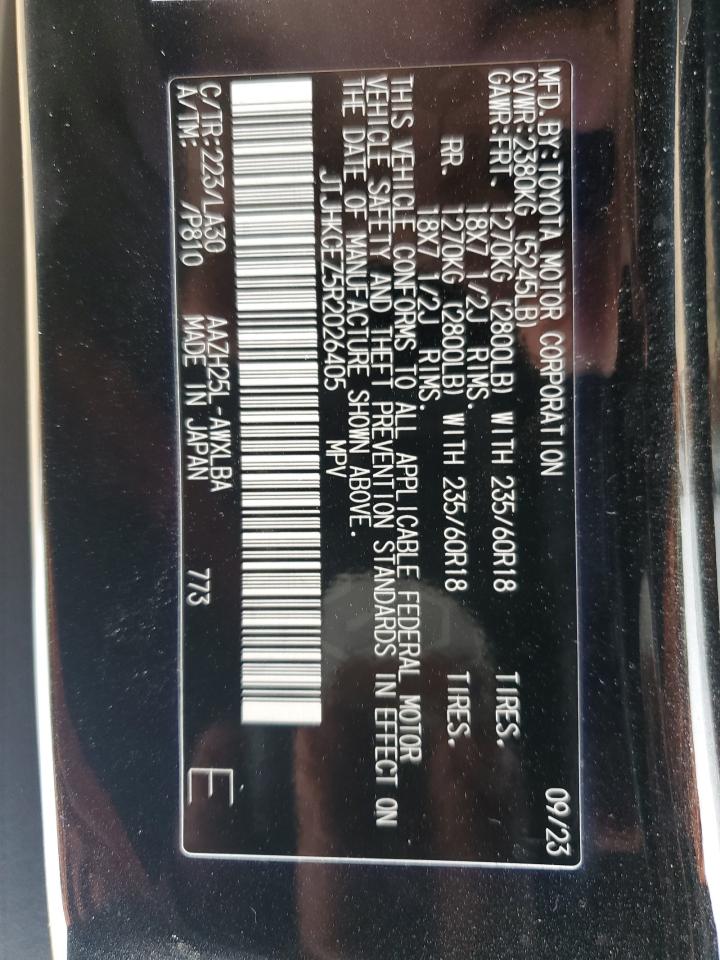 MFD. BY:TOYOTA MOTOR CORPORATION 09/23
GVWR:2380KG (5245LB)
GAWR:FRT. 1270KG (2800LB) WITH 235/60R18 TIRES.
18X7 1/2J RIMS.
RR. 1270KG (2800LB) WITH 235/60R18 TIRES.
18X7 1/2J RIMS.
THIS VEHICLE CONFORMS TO ALL APPLICABLE FEDERAL MOTOR
VEHICLE SAFETY AND THEFT PREVENTION STANDARDS IN EFFECT ON
THE DATE OF MANUFACTURE SHOWN ABOVE.
JTJHKCEZ5R2026405 MPV
C/TR:223/LA30 AAZH25L-AWXLBA 773
A/TM: /P810 MADE IN JAPAN
E